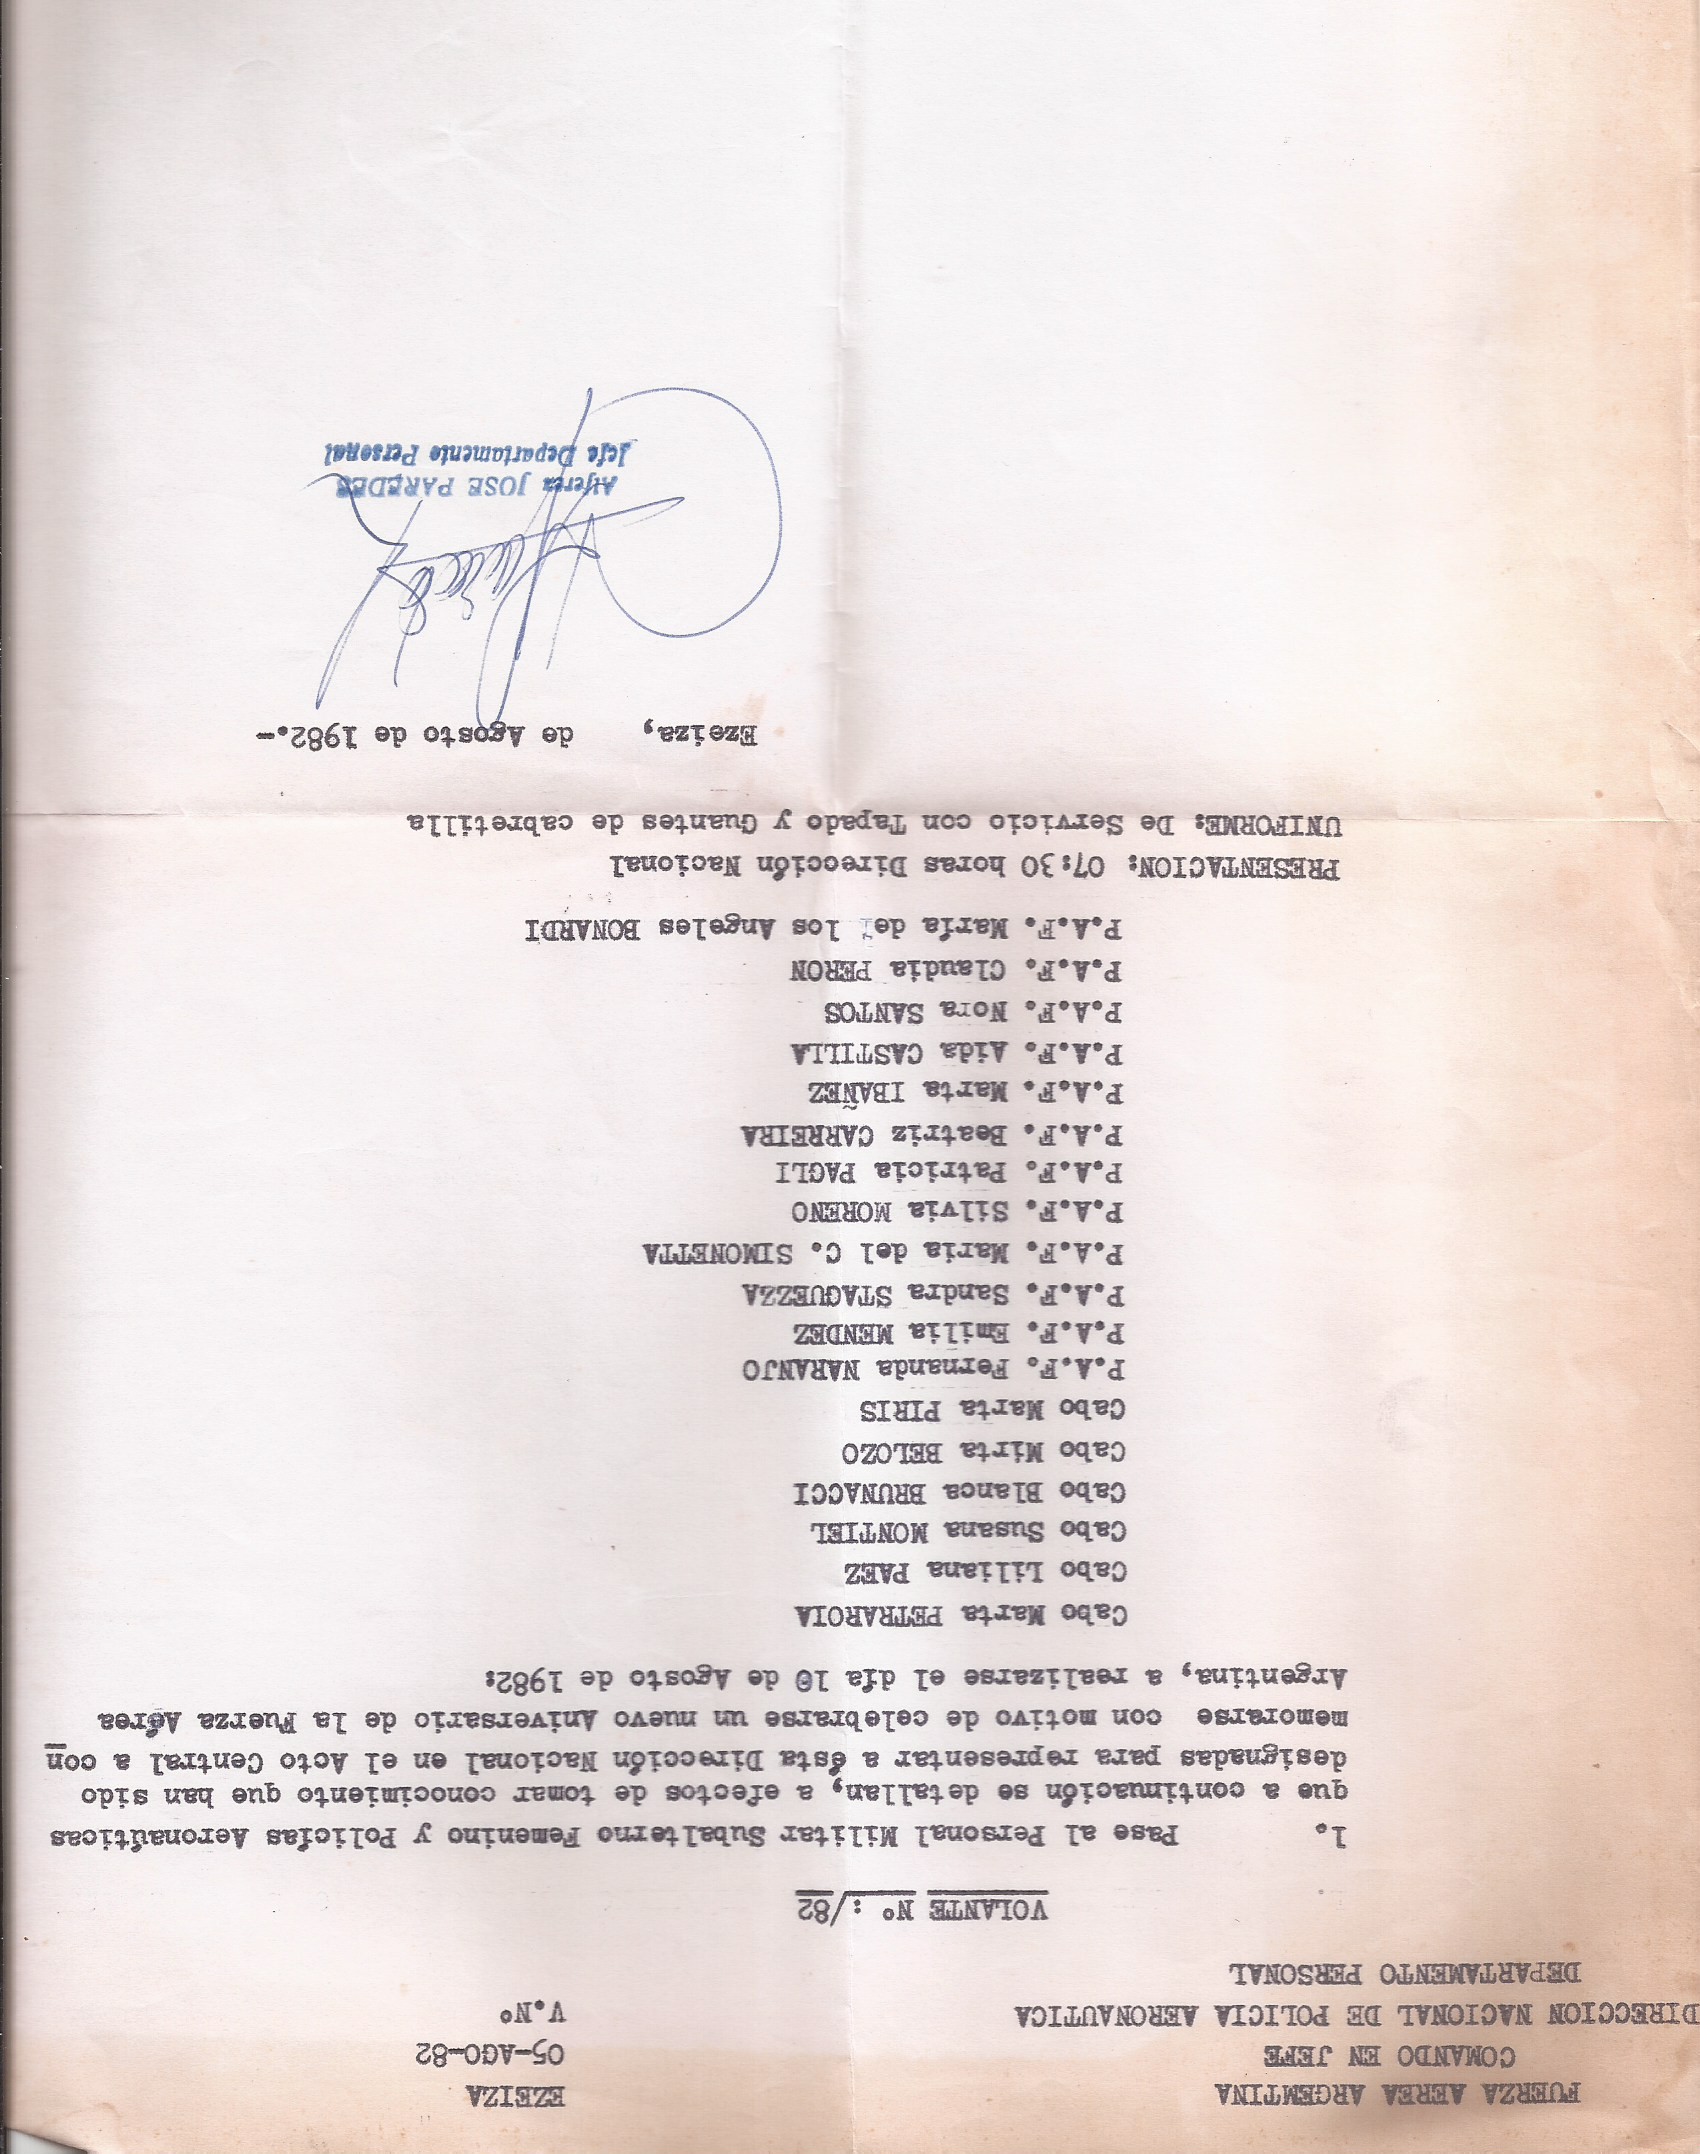 FUERZA AEREA ARGEMTINA EZEIZA
COMANDO EN JEFE 05-AGO-82
DIRECCION NACIONAL DE POLICIA AERONAUTICA V.Nº
DEPARTAMENTO PERSONAL
VOLANTE Nº :/82
1. Pase al Personal Militar Subalterno Femenino y Policías Aeronaúticas
que a continuación se detallan, a efectos de tomar conocimiento que han sido
designadas para representar a ésta Dirección Nacional en el Acto Central a con
memorarse con motivo de celebrarse un nuevo Aniversario de la Fuerza Aérea
Argentina, a realizarse el día 10 de Agosto de 1982:
Cabo Marta PETRAROIA
Cabo Liliana PAEZ
Cabo Susana MONTIEL
Cabo Blanca BRUNACCI
Cabo Mirta BELOZO
Cabo Marta PIRIS
P.A.F. Fernanda NARANJO
P.A.F. Emilia MENDEZ
P.A.F. Sandra STAGUEZZA
P.A.F. Maria del C. SIMONETTA
P.A.F. Silvia MORENO
P.A.F. Patricia PAGLI
P.A.F. Beatriz CARREIRA
P.A.F. Marta IBAÑEZ
P.A.F. Aida CASTILLA
P.A.F. Nora SANTOS
P.A.F. Claudia PERON
P.A.F. María de los Angeles BONARDI
PRESENTACION: 07:30 horas Dirección Nacional
UNIFORME: De Servicio con Tapado y Guantes de cabretilla
Ezeiza, de Agosto de 1982.-
Alferez JOSE PAREDES
Jefe Departamento Personal